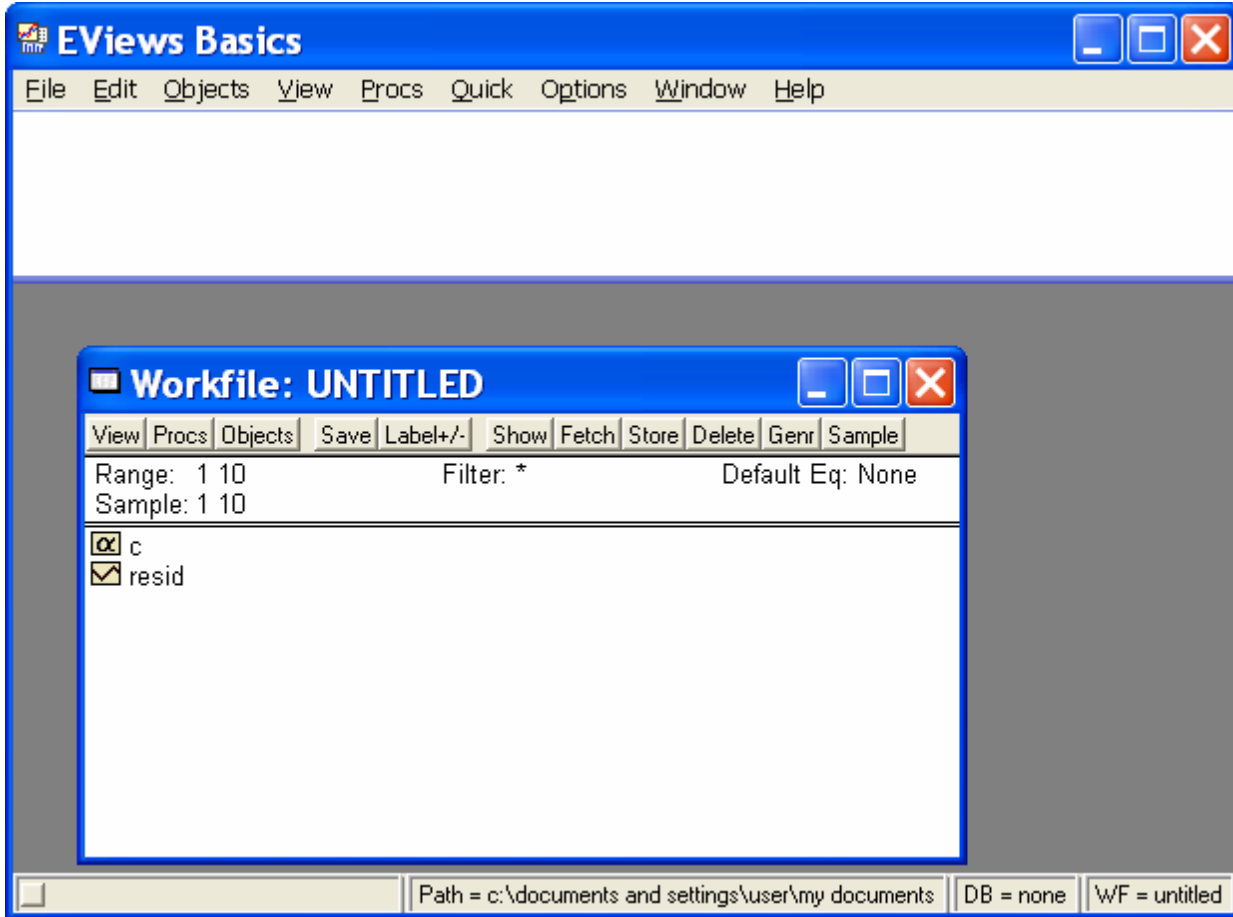 EViews Basics
File Edit Objects View Procs Quick Options Window Help
Workfile: UNTITLED
View Procs Objects Save Label+/- Show Fetch Store Delete Genr Sample
Range: 1 10 Filter: * Default Eq: None
Sample: 1 10
α c
resid
Path = c:\documents and settings\user\my documents DB = none WF = untitled